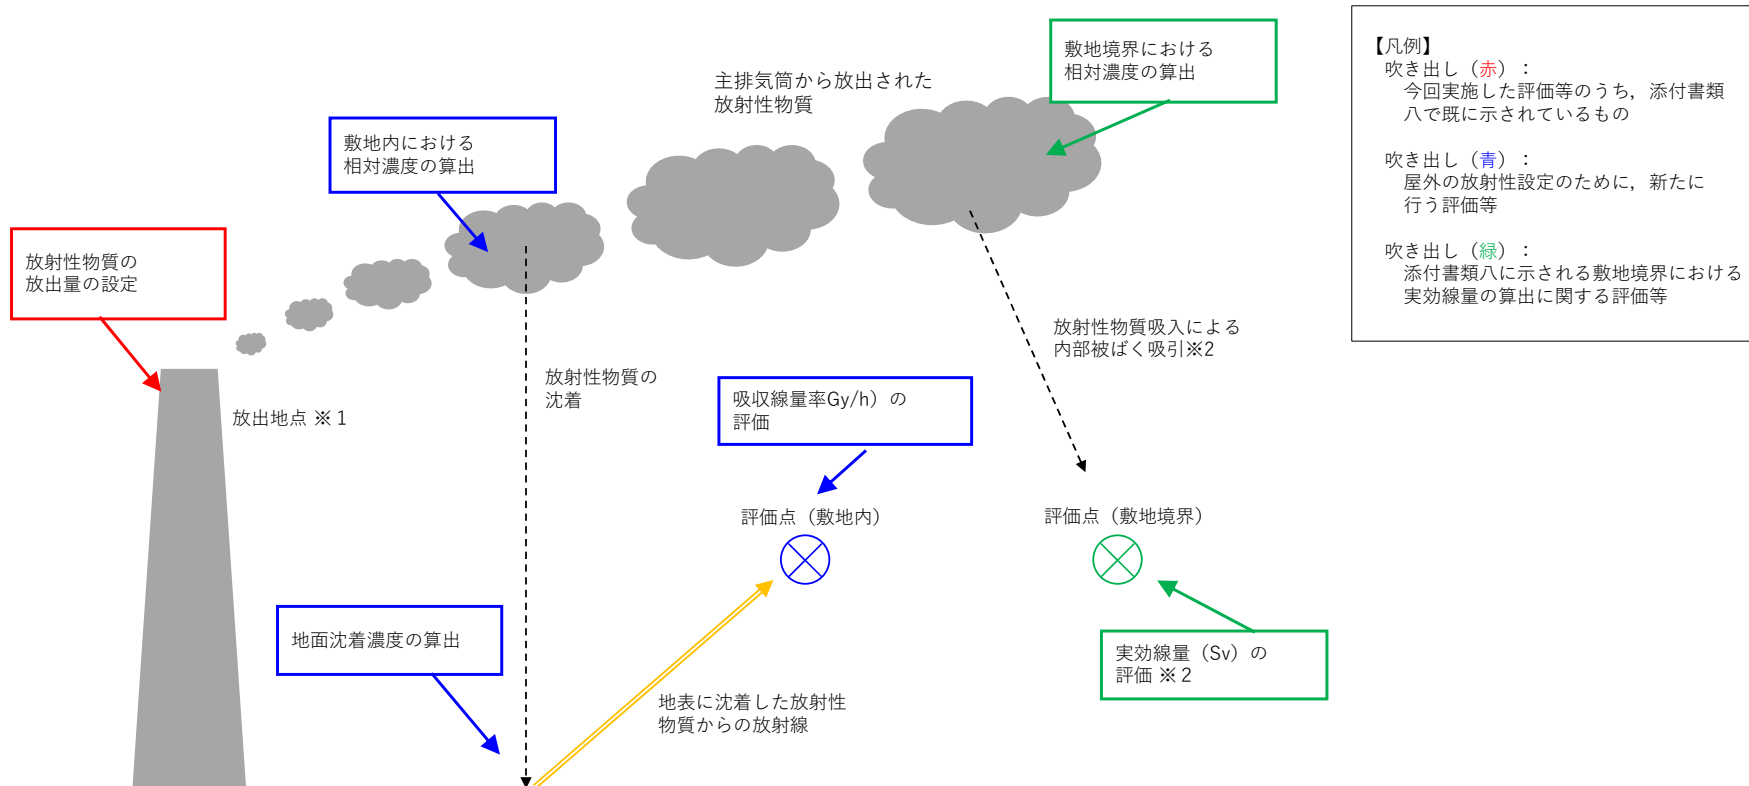 敷地境界における
相対濃度の算出
主排気筒から放出された
放射性物質
敷地内における
相対濃度の算出
放射性物質の
放出量の設定
放出地点 ※1
放射性物質の
沈着
吸収線量率Gy/h）の
評価
放射性物質吸入による
内部被ばく吸引※2
評価点（敷地内）
評価点（敷地境界）
地面沈着濃度の算出
地表に沈着した放射性
物質からの放射線
実効線量（Sv）の
評価 ※2
【凡例】
吹き出し（赤）：
今回実施した評価等のうち，添付書類
八で既に示されているもの
吹き出し（青）：
屋外の放射性設定のために，新たに
行う評価等
吹き出し（緑）：
添付書類八に示される敷地境界における
実効線量の算出に関する評価等